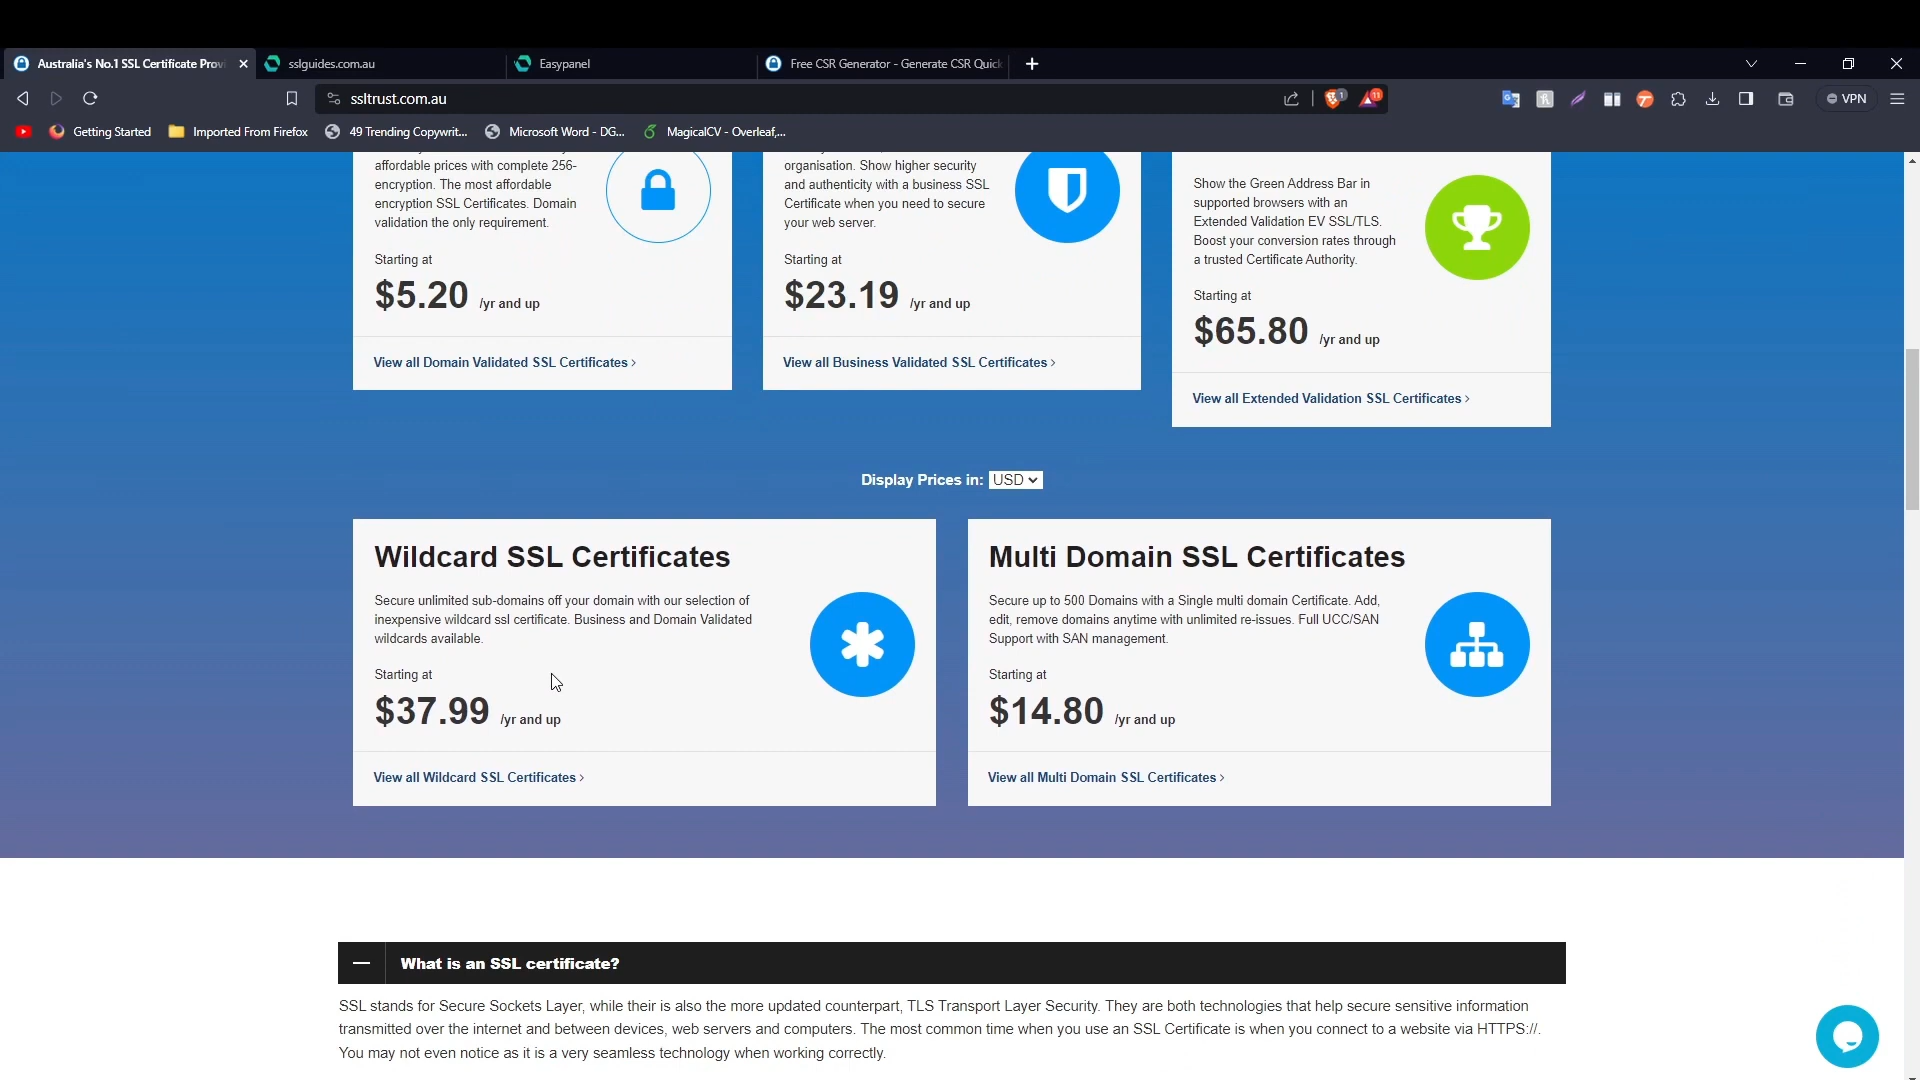 Australia's No.1 SSL Certificate Prov
sslguides.com.au
Easypanel
Free CSR Generator - Generate CSR Quick
ssltrust.com.au
1
11
VPN
Getting Started
Imported From Firefox
49 Trending Copywrit...
Microsoft Word - DG...
MagicalCV - Overleaf,...
affordable prices with complete 256-
encryption. The most affordable
encryption SSL Certificates. Domain
validation the only requirement.
Starting at
$5.20 /yr and up
View all Domain Validated SSL Certificates ›
organisation. Show higher security
and authenticity with a business SSL
Certificate when you need to secure
your web server.
Starting at
$23.19 /yr and up
View all Business Validated SSL Certificates ›
Show the Green Address Bar in
supported browsers with an
Extended Validation EV SSL/TLS.
Boost your conversion rates through
a trusted Certificate Authority.
Starting at
$65.80 /yr and up
View all Extended Validation SSL Certificates ›
Display Prices in: USD
Wildcard SSL Certificates
Secure unlimited sub-domains off your domain with our selection of
inexpensive wildcard ssl certificate. Business and Domain Validated
wildcards available.
Starting at
$37.99 /yr and up
View all Wildcard SSL Certificates ›
Multi Domain SSL Certificates
Secure up to 500 Domains with a Single multi domain Certificate. Add,
edit, remove domains anytime with unlimited re-issues. Full UCC/SAN
Support with SAN management.
Starting at
$14.80 /yr and up
View all Multi Domain SSL Certificates ›
What is an SSL certificate?
SSL stands for Secure Sockets Layer, while their is also the more updated counterpart, TLS Transport Layer Security. They are both technologies that help secure sensitive information
transmitted over the internet and between devices, web servers and computers. The most common time when you use an SSL Certificate is when you connect to a website via HTTPS://.
You may not even notice as it is a very seamless technology when working correctly.